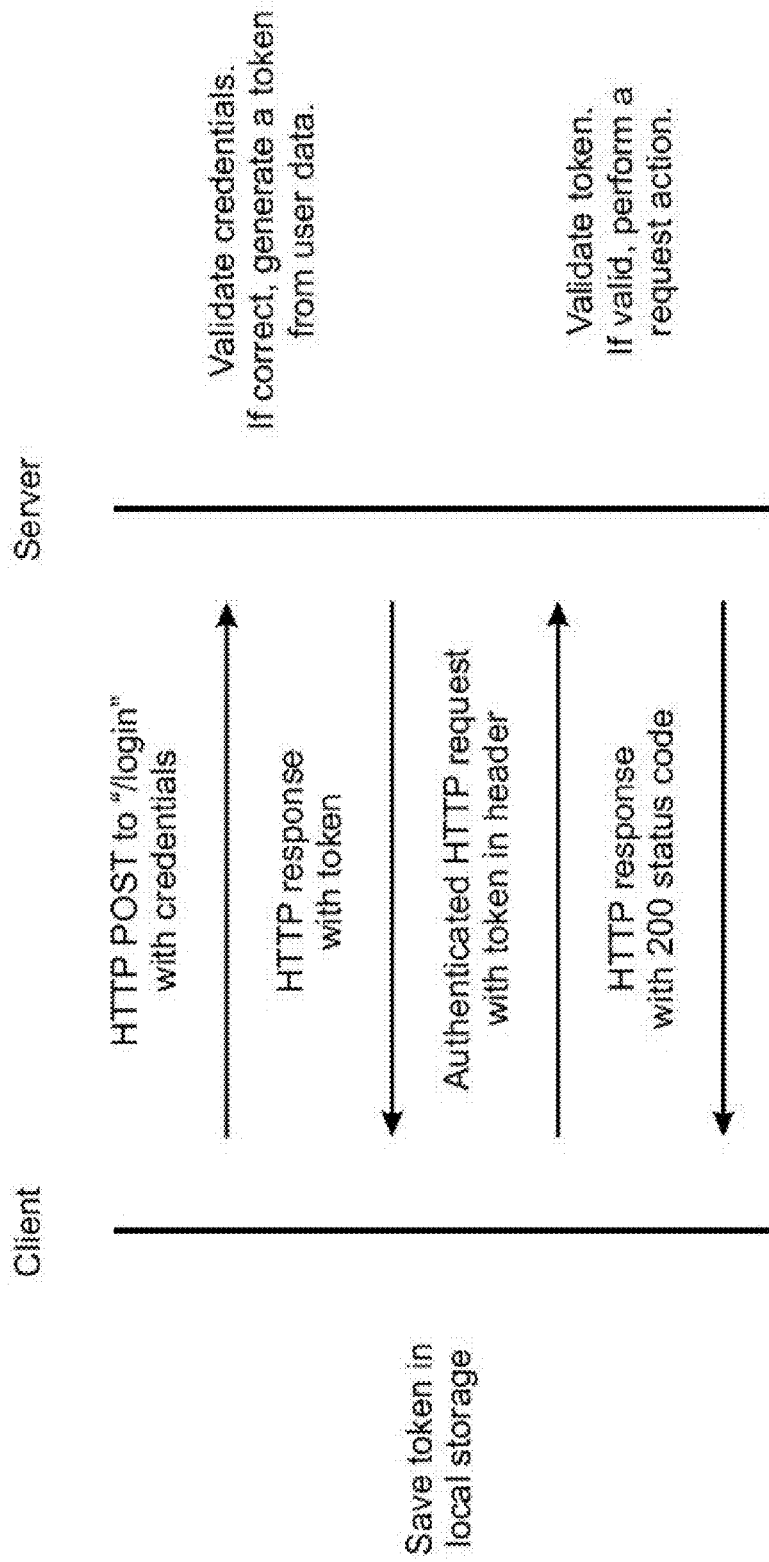 Client
Server
HTTP POST to “/login”
with credentials
Validate credentials.
If correct, generate a token
from user data.
HTTP response
with token
Save token in
local storage
Authenticated HTTP request
with token in header
Validate token.
If valid, perform a
request action.
HTTP response
with 200 status code